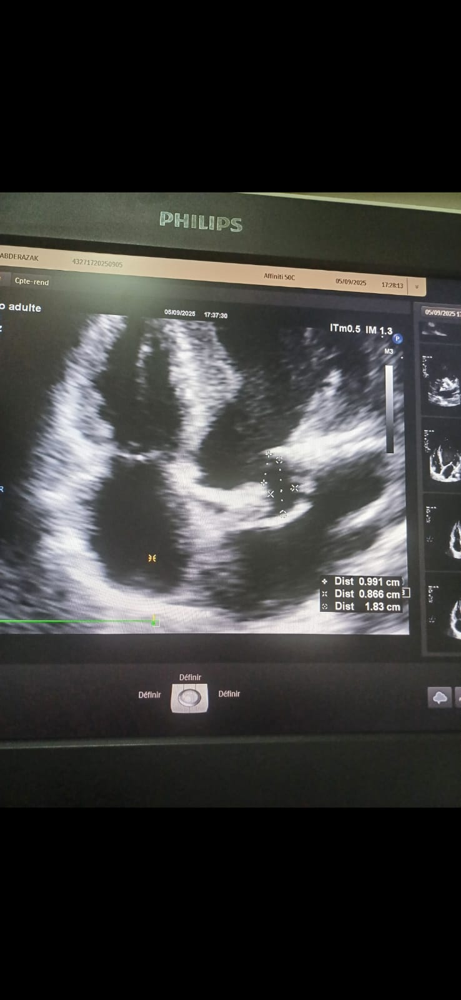 PHILIPS
ABDERAZAK 43271720250905 Affiniti 50C 05/09/2025 17:28:13
Cpte-rend
o adulte 05/09/2025 17:37:30 05/09/2025 17
ITm0.5 IM 1.3
P
M3
R
Dist 0.991 cm
Dist 0.866 cm
Dist 1.83 cm
Définir
Définir Définir